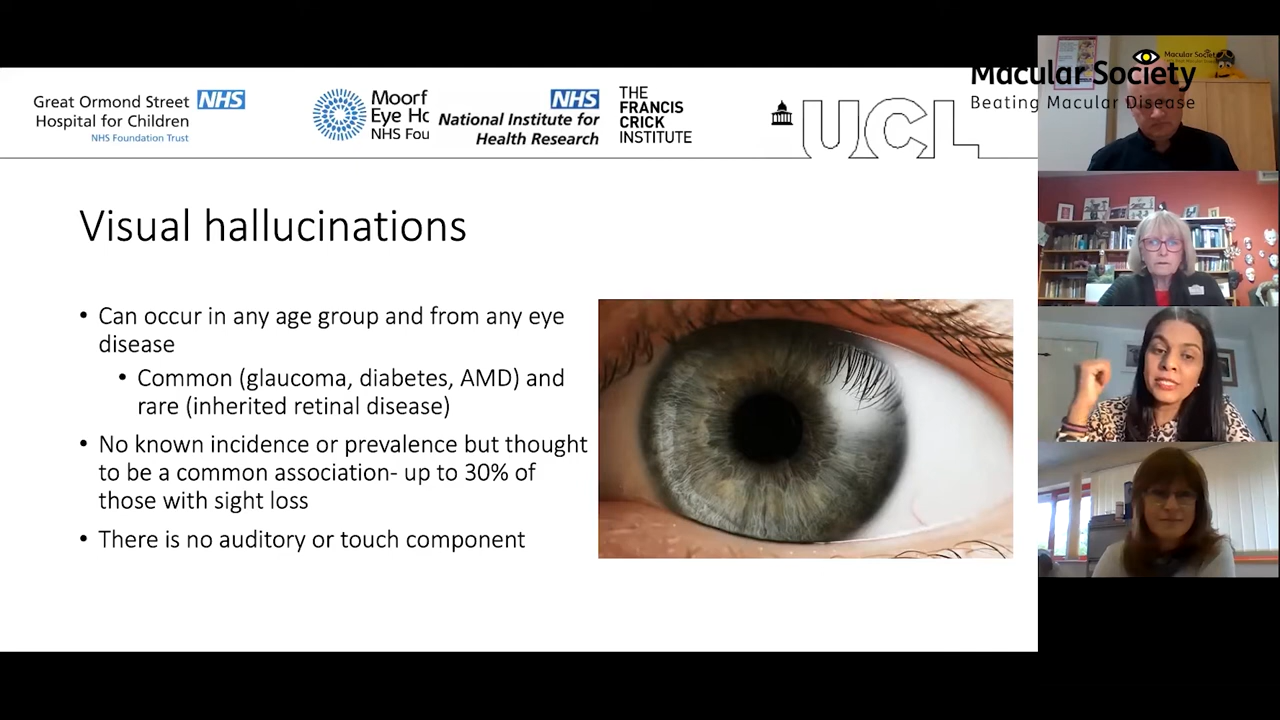 Great Ormond Street NHS
Hospital for Children
NHS Foundation Trust
Moorf
Eye Ho
NHS Fou
NHS
National Institute for
Health Research
THE
FRANCIS
CRICK
INSTITUTE
UCL
Macular Society
Beating Macular Disease
Macular Society
Visual hallucinations
• Can occur in any age group and from any eye
disease
• Common (glaucoma, diabetes, AMD) and
rare (inherited retinal disease)
• No known incidence or prevalence but thought
to be a common association- up to 30% of
those with sight loss
• There is no auditory or touch component